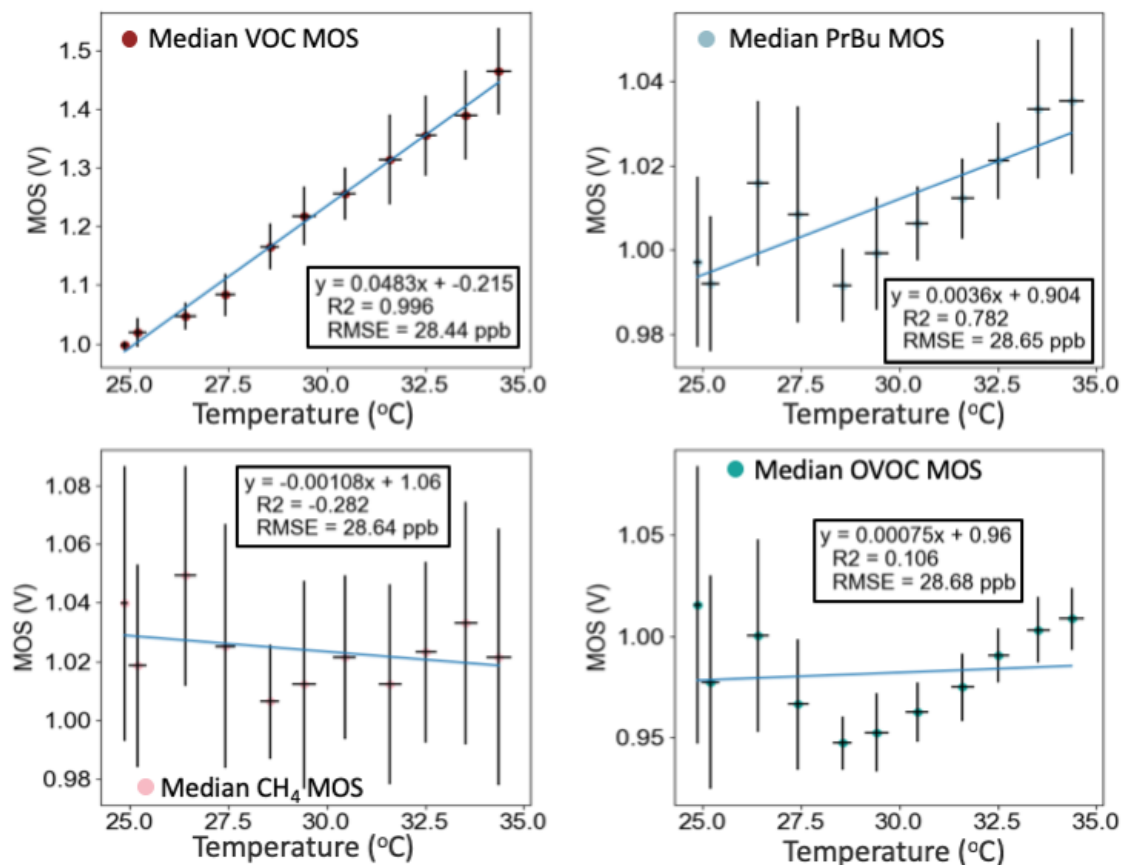 Median VOC MOS
MOS (V)
1.5
1.4
1.3
1.2
1.1
1.0
y = 0.0483x + -0.215
R2 = 0.996
RMSE = 28.44 ppb
25.0 27.5 30.0 32.5 35.0
Temperature (°C)
Median PrBu MOS
MOS (V)
1.04
1.02
1.00
0.98
y = 0.0036x + 0.904
R2 = 0.782
RMSE = 28.65 ppb
25.0 27.5 30.0 32.5 35.0
Temperature (°C)
y = -0.00108x + 1.06
R2 = -0.282
RMSE = 28.64 ppb
MOS (V)
1.08
1.06
1.04
1.02
1.00
0.98
Median CH₄ MOS
25.0 27.5 30.0 32.5 35.0
Temperature (°C)
Median OVOC MOS
MOS (V)
1.05
1.00
0.95
y = 0.00075x + 0.96
R2 = 0.106
RMSE = 28.68 ppb
25.0 27.5 30.0 32.5 35.0
Temperature (°C)